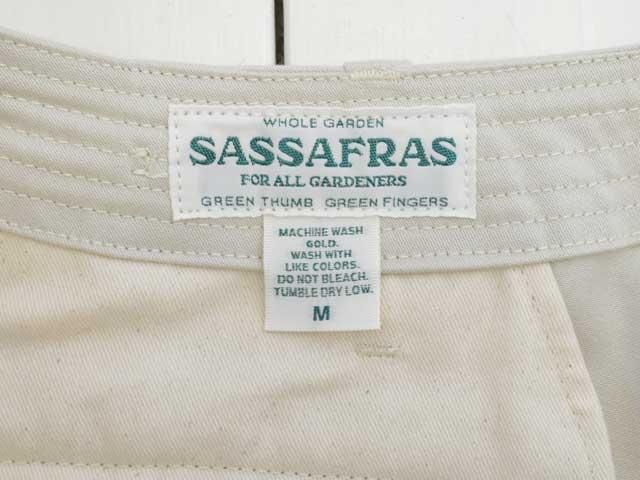 WHOLE GARDEN
SASSAFRAS
FOR ALL GARDENERS
GREEN THUMB GREEN FINGERS
MACHINE WASH
GOLD.
WASH WITH
LIKE COLORS.
DO NOT BLEACH.
TUMBLE DRY LOW.
M